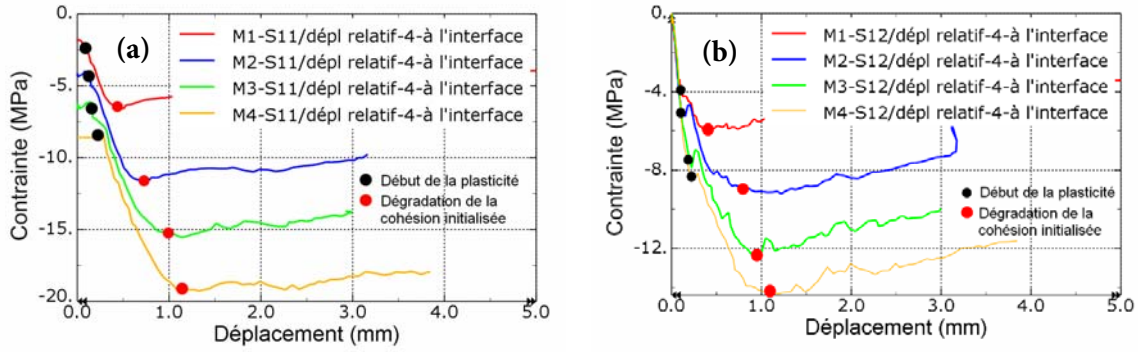 (a)
M1-S11/dépl relatif-4-à l'interface
M2-S11/dépl relatif-4-à l'interface
M3-S11/dépl relatif-4-à l'interface
M4-S11/dépl relatif-4-à l'interface
Début de la plasticité
Dégradation de la
cohésion initialisée
Contrainte (MPa)
0.
-5.
-10.
-15.
-20.
0.0
1.0
2.0
3.0
4.0
5.0
Déplacement (mm)
(b)
M1-S12/dépl relatif-4-à l'interface
M2-S12/dépl relatif-4-à l'interface
M3-S12/dépl relatif-4-à l'interface
M4-S12/dépl relatif-4-à l'interface
Début de la plasticité
Dégradation de la
cohésion initialisée
Contrainte (MPa)
0.
-4.
-8.
-12.
0.0
1.0
2.0
3.0
4.0
5.0
Déplacement (mm)